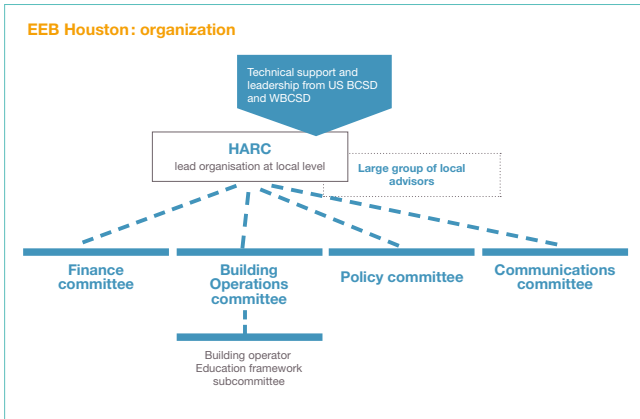 EEB Houston: organization
Technical support and
leadership from US BCSD
and WBCSD
HARC
lead organisation at local level
Large group of local
advisors
Finance
committee
Building
Operations
committee
Policy committee
Communications
committee
Building operator
Education framework
subcommittee